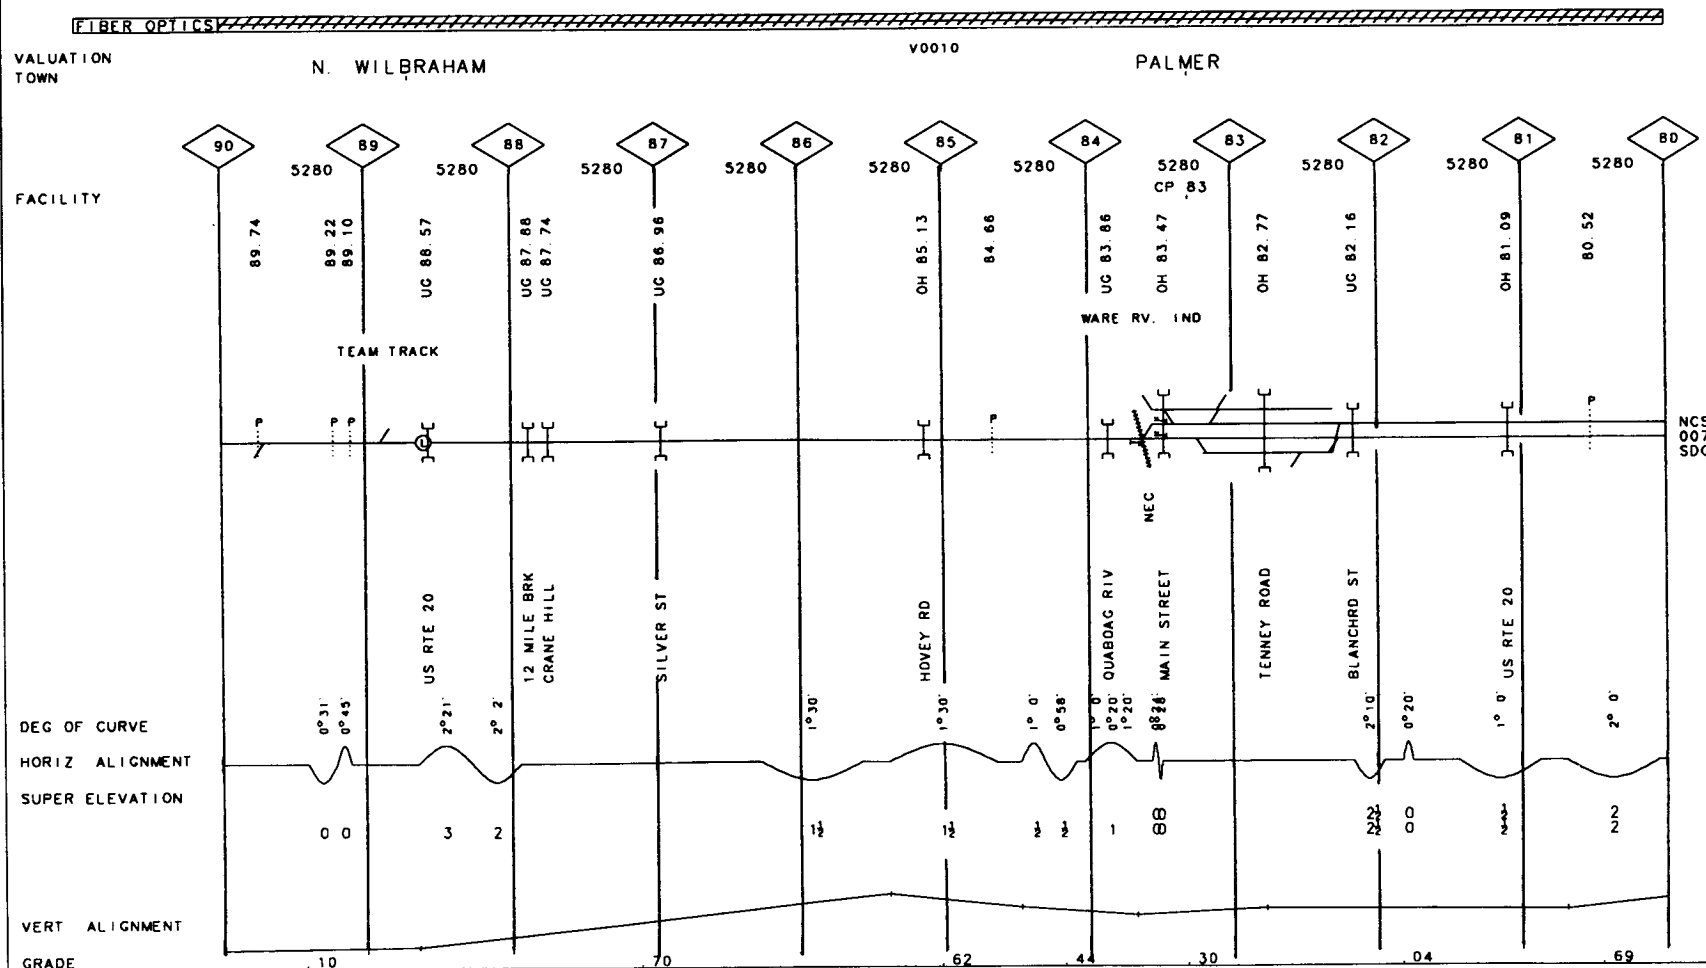 FIBER OPTICS
VALUATION V0010
TOWN N. WILBRAHAM PALMER
90 89 88 87 86 85 84 83 82 81 80
5280 5280 5280 5280 5280 5280 5280 5280 5280 5280
CP 83
FACILITY
89.74 89.22 89.10 UG 88.57 UG 87.88 UG 87.74 UG 86.96 OH 85.13 84.66 UG 83.86 OH 83.47 OH 82.77 UG 82.16 OH 81.09 80.52
WARE RV. IND
TEAM TRACK
P P P L P P
NCS
007
SDG
NEC
US RTE 20 12 MILE BRK CRANE HILL SILVER ST HOVEY RD QUABOAG RIV MAIN STREET TENNEY ROAD BLANCHRD ST US RTE 20
DEG OF CURVE 0°31' 0°45' 2°21' 2° 2' 1°30' 1°30' 1° 0' 0°58' 1° 0' 0°20' 1°20' 2°10' 0°20' 1° 0' 2° 0'
HORIZ ALIGNMENT
SUPER ELEVATION
0 2
0 0 3 2 1½ 1½ ½ ½ 1 0 2
VERT ALIGNMENT
GRADE .10 .70 .62 .44 .30 .04 .69